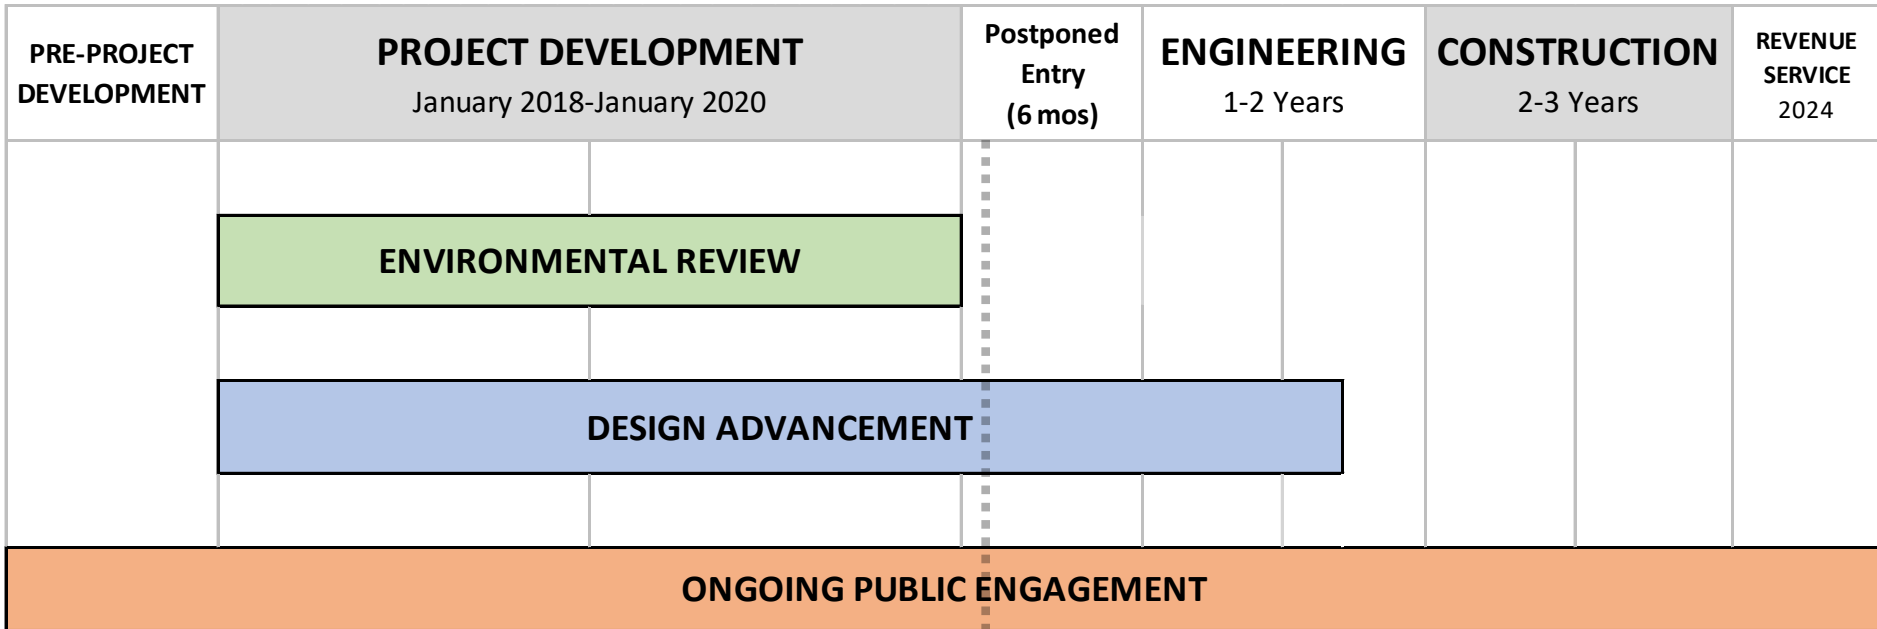 PRE-PROJECT
DEVELOPMENT
PROJECT DEVELOPMENT
January 2018-January 2020
Postponed
Entry
(6 mos)
ENGINEERING
1-2 Years
CONSTRUCTION
2-3 Years
REVENUE
SERVICE
2024
ENVIRONMENTAL REVIEW
DESIGN ADVANCEMENT
ONGOING PUBLIC ENGAGEMENT